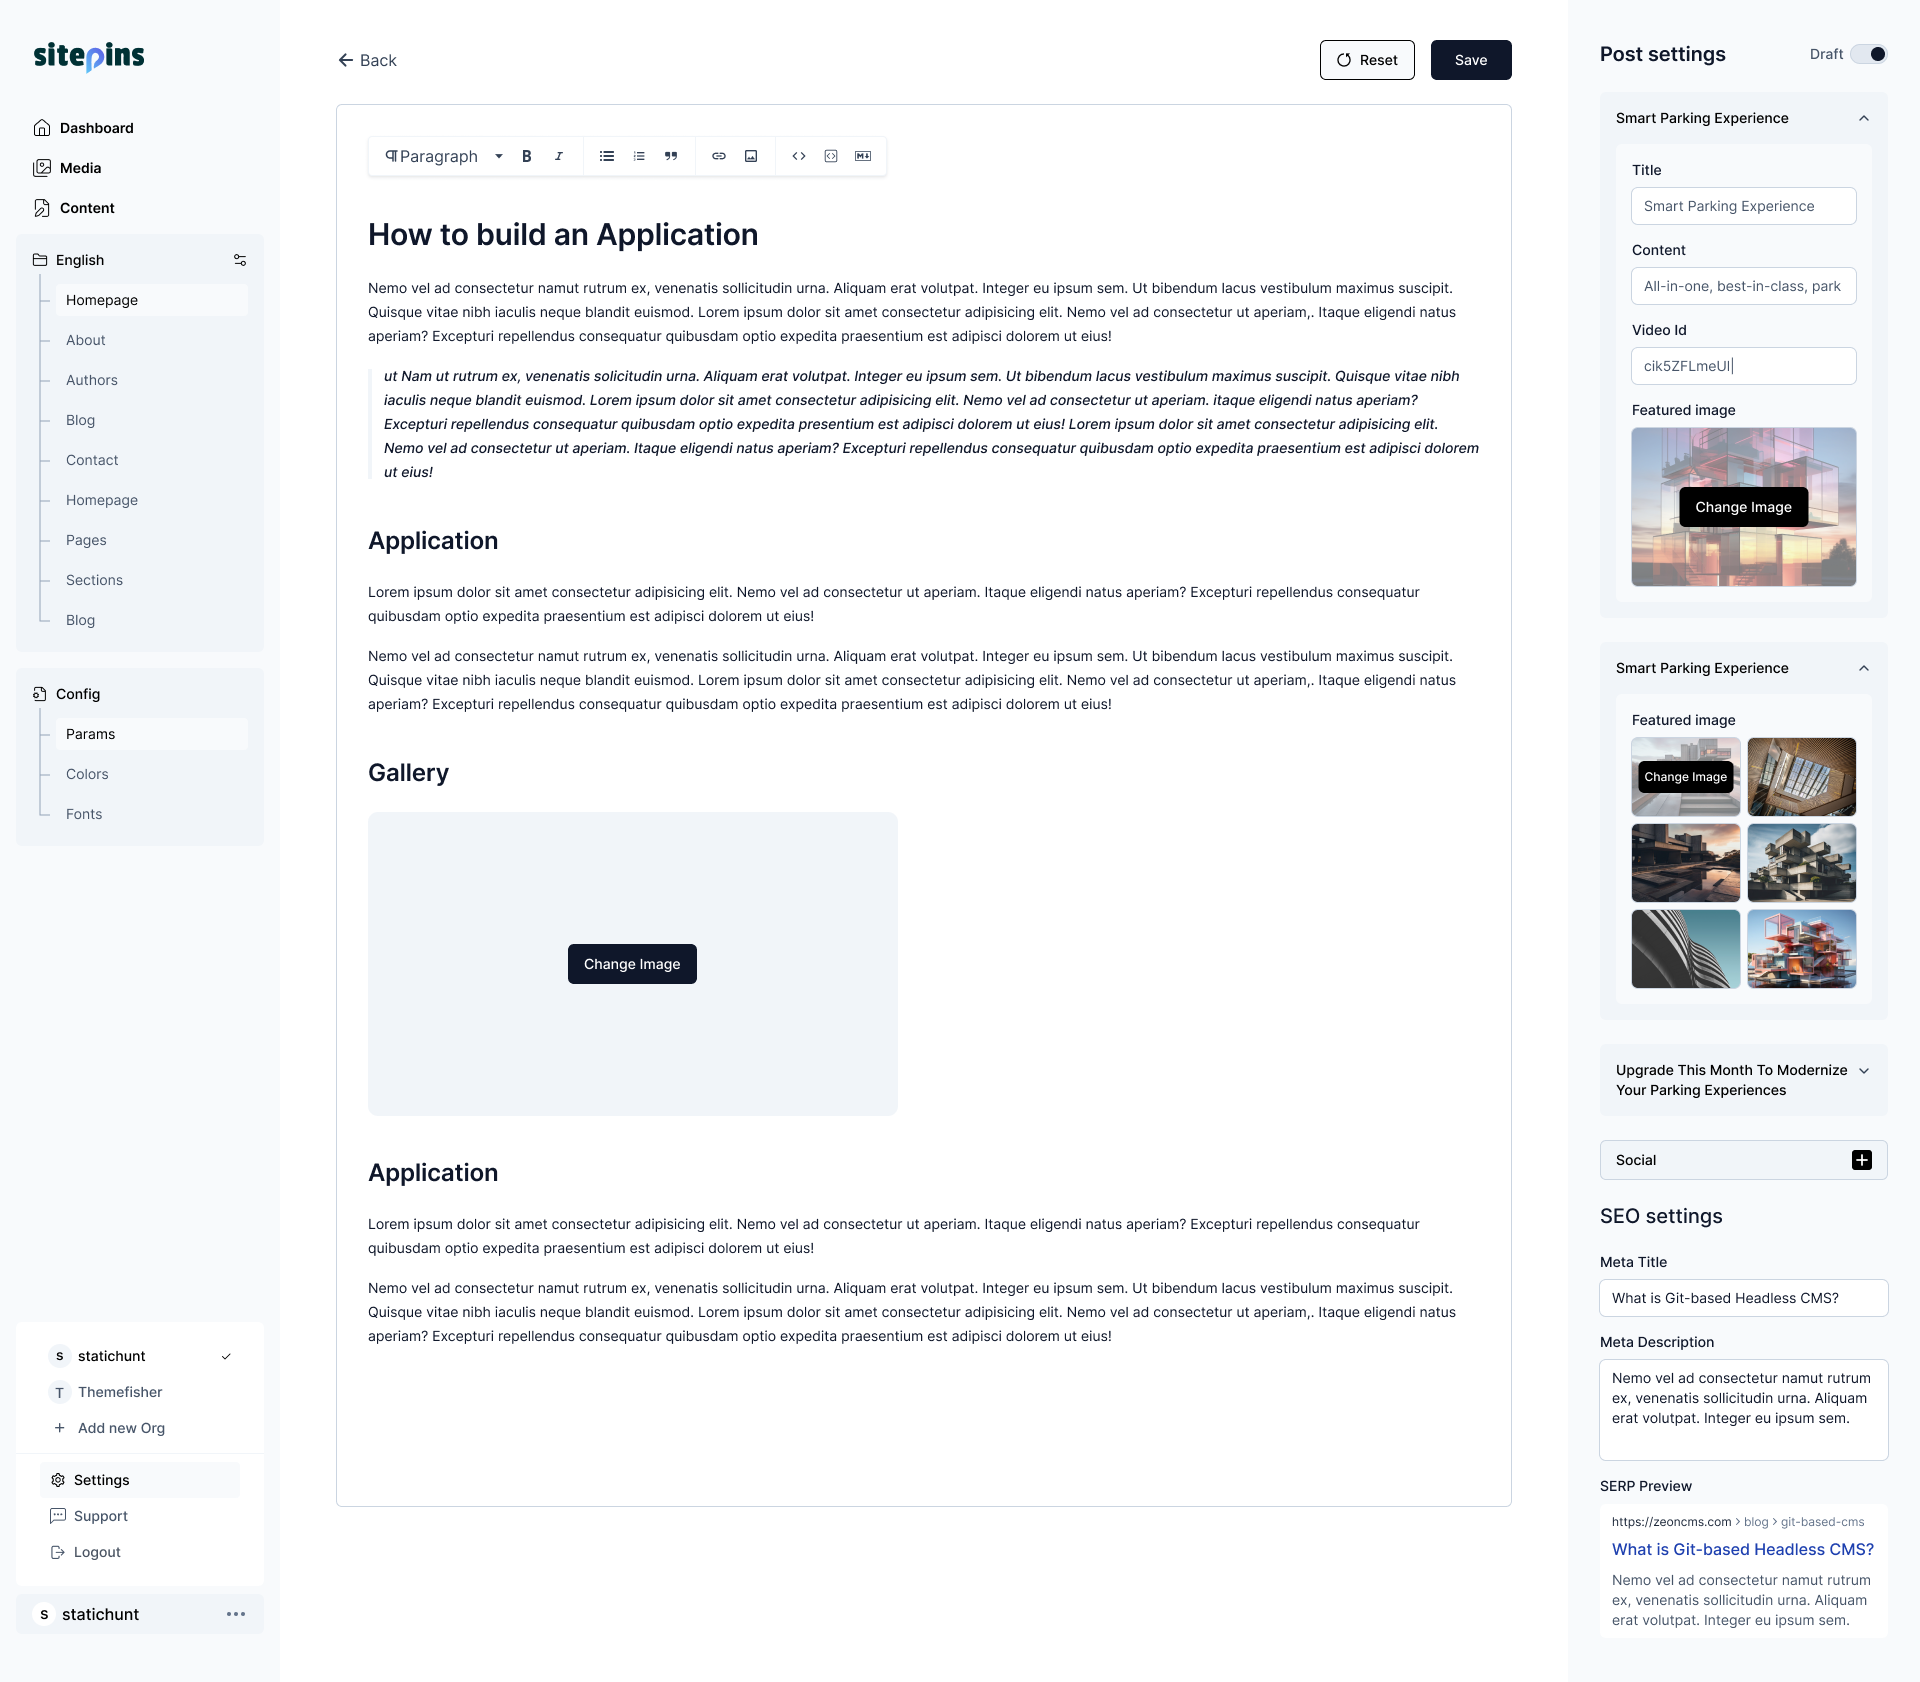 sitepins
Dashboard
Media
Content
English
Homepage
About
Authors
Blog
Contact
Homepage
Pages
Sections
Blog
Config
Params
Colors
Fonts
S statichunt
T Themefisher
+ Add new Org
Settings
Support
Logout
S statichunt
Back
Reset
Save
Paragraph
B I
How to build an Application
Nemo vel ad consectetur namut rutrum ex, venenatis sollicitudin urna. Aliquam erat volutpat. Integer eu ipsum sem. Ut bibendum lacus vestibulum maximus suscipit.
Quisque vitae nibh iaculis neque blandit euismod. Lorem ipsum dolor sit amet consectetur adipisicing elit. Nemo vel ad consectetur ut aperiam,. Itaque eligendi natus
aperiam? Excepturi repellendus consequatur quibusdam optio expedita praesentium est adipisci dolorem ut eius!
ut Nam ut rutrum ex, venenatis solicitudin urna. Aliquam erat volutpat. Integer eu ipsum sem. Ut bibendum lacus vestibulum maximus suscipit. Quisque vitae nibh
iaculis neque blandit euismod. Lorem ipsum dolor sit amet consectetur adipisicing elit. Nemo vel ad consectetur ut aperiam. itaque eligendi natus aperiam?
Excepturi repellendus consequatur quibusdam optio expedita presentium est adipisci dolorem ut eius! Lorem ipsum dolor sit amet consectetur adipisicing elit.
Nemo vel ad consectetur ut aperiam. Itaque eligendi natus aperiam? Excepturi repellendus consequatur quibusdam optio expedita praesentium est adipisci dolorem
ut eius!
Application
Lorem ipsum dolor sit amet consectetur adipisicing elit. Nemo vel ad consectetur ut aperiam. Itaque eligendi natus aperiam? Excepturi repellendus consequatur
quibusdam optio expedita praesentium est adipisci dolorem ut eius!
Nemo vel ad consectetur namut rutrum ex, venenatis sollicitudin urna. Aliquam erat volutpat. Integer eu ipsum sem. Ut bibendum lacus vestibulum maximus suscipit.
Quisque vitae nibh iaculis neque blandit euismod. Lorem ipsum dolor sit amet consectetur adipisicing elit. Nemo vel ad consectetur ut aperiam,. Itaque eligendi natus
aperiam? Excepturi repellendus consequatur quibusdam optio expedita praesentium est adipisci dolorem ut eius!
Gallery
Change Image
Application
Lorem ipsum dolor sit amet consectetur adipisicing elit. Nemo vel ad consectetur ut aperiam. Itaque eligendi natus aperiam? Excepturi repellendus consequatur
quibusdam optio expedita praesentium est adipisci dolorem ut eius!
Nemo vel ad consectetur namut rutrum ex, venenatis sollicitudin urna. Aliquam erat volutpat. Integer eu ipsum sem. Ut bibendum lacus vestibulum maximus suscipit.
Quisque vitae nibh iaculis neque blandit euismod. Lorem ipsum dolor sit amet consectetur adipisicing elit. Nemo vel ad consectetur ut aperiam,. Itaque eligendi natus
aperiam? Excepturi repellendus consequatur quibusdam optio expedita praesentium est adipisci dolorem ut eius!
Post settings
Draft
Smart Parking Experience
Title
Smart Parking Experience
Content
All-in-one, best-in-class, park
Video Id
cik5ZFLmeUI
Featured image
Change Image
Smart Parking Experience
Featured image
Change Image
Upgrade This Month To Modernize
Your Parking Experiences
Social
SEO settings
Meta Title
What is Git-based Headless CMS?
Meta Description
Nemo vel ad consectetur namut rutrum
ex, venenatis sollicitudin urna. Aliquam
erat volutpat. Integer eu ipsum sem.
SERP Preview
https://zeoncms.com › blog › git-based-cms
What is Git-based Headless CMS?
Nemo vel ad consectetur namut rutrum
ex, venenatis sollicitudin urna. Aliquam
erat volutpat. Integer eu ipsum sem.